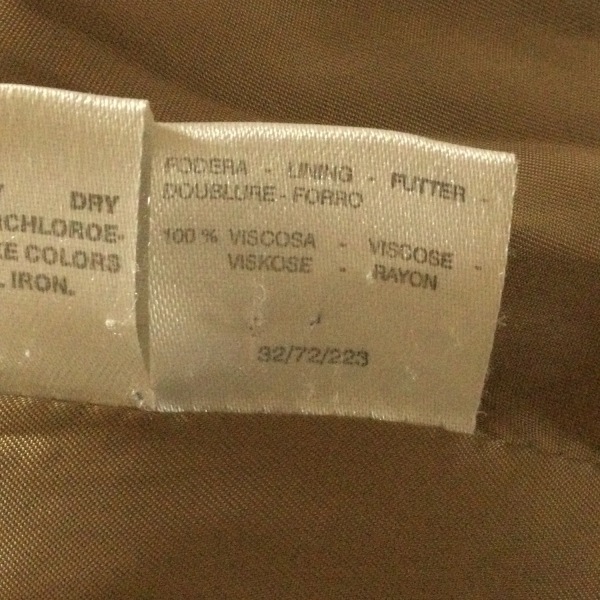 DRY
RCHLOROE-
KE COLORS
IRON.
FODERA - LINING - FUTTER -
DOUBLURE - FORRO
100 % VISCOSA - VISCOSE -
VISKOSE - RAYON
32/72/223